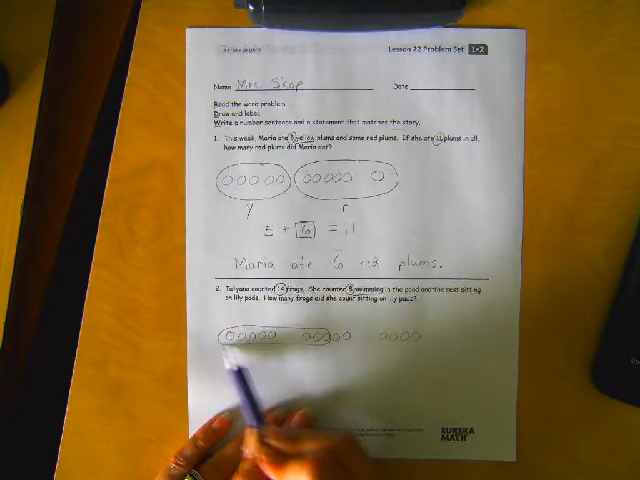 Lesson 22 Problem Set 1•2
Name Mrs. Skop Date
Read the word problem.
Draw and label.
Write a number sentence and a statement that matches the story.
1. This week, Maria ate 5 yellow plums and some red plums. If she ate 11 plums in all,
how many red plums did Maria eat?
y r
5 + 6 = 11
Maria ate 6 red plums.
2. Tatyana counted 14 frogs. She counted 8 swimming in the pond and the rest sitting
on lily pads. How many frogs did she count sitting on lily pads?
EUREKA
MATH